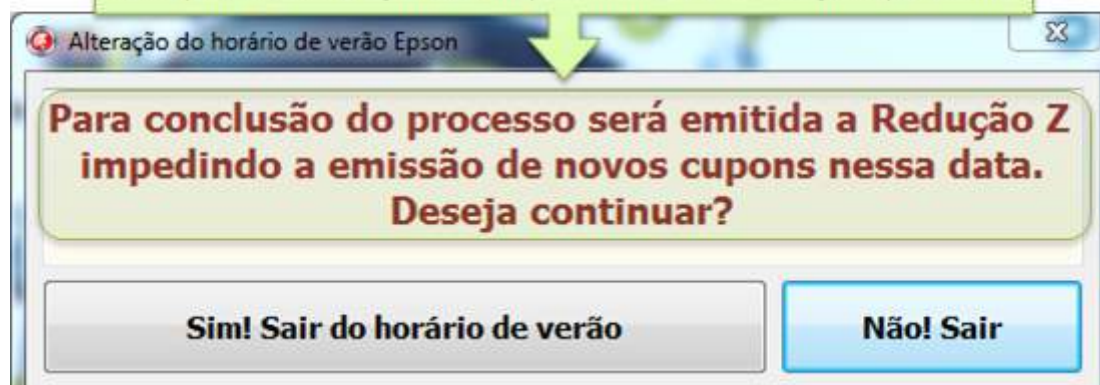 Alteração do horário de verão Epson
Para conclusão do processo será emitida a Redução Z
impedindo a emissão de novos cupons nessa data.
Deseja continuar?
Sim! Sair do horário de verão
Não! Sair